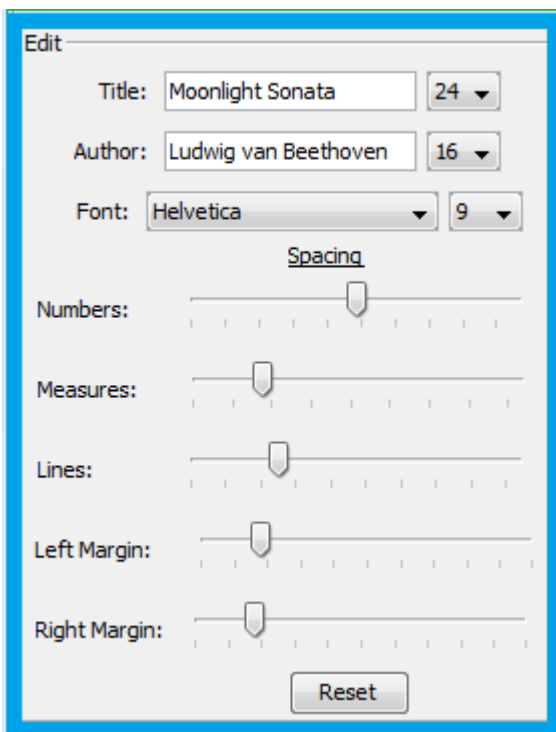 Edit
Title: Moonlight Sonata 24
Author: Ludwig van Beethoven 16
Font: Helvetica 9
Spacing
Numbers:
Measures:
Lines:
Left Margin:
Right Margin:
Reset